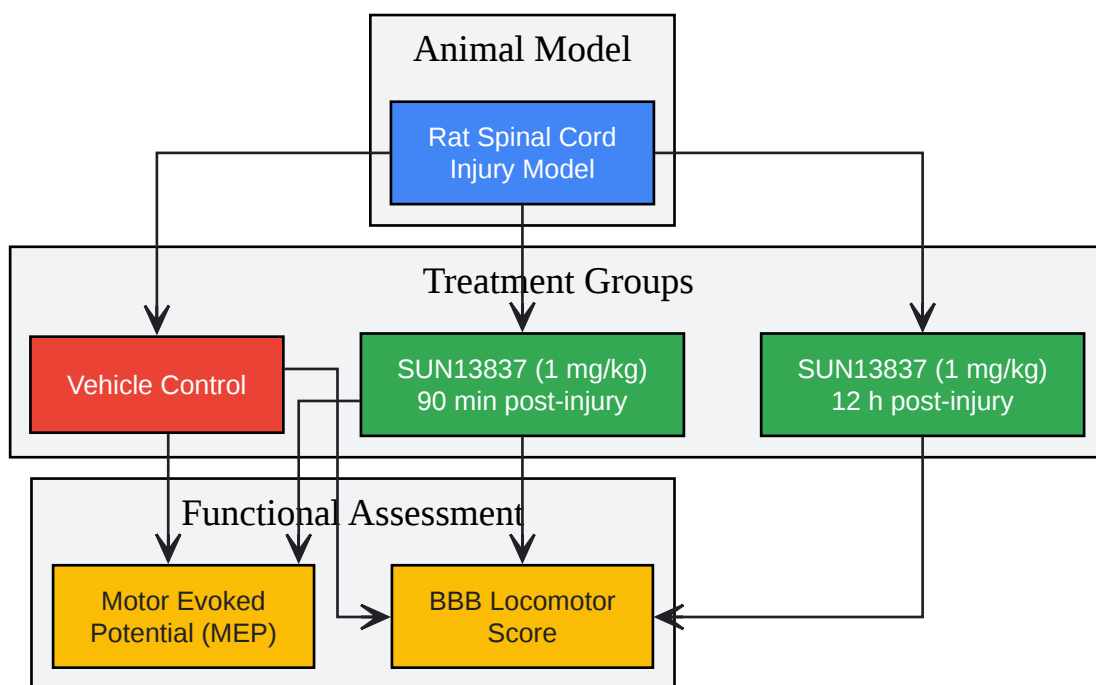 Animal Model
Rat Spinal Cord
Injury Model
Treatment Groups
Vehicle Control
SUN13837 (1 mg/kg)
90 min post-injury
SUN13837 (1 mg/kg)
12 h post-injury
Functional Assessment
Motor Evoked
Potential (MEP)
BBB Locomotor
Score